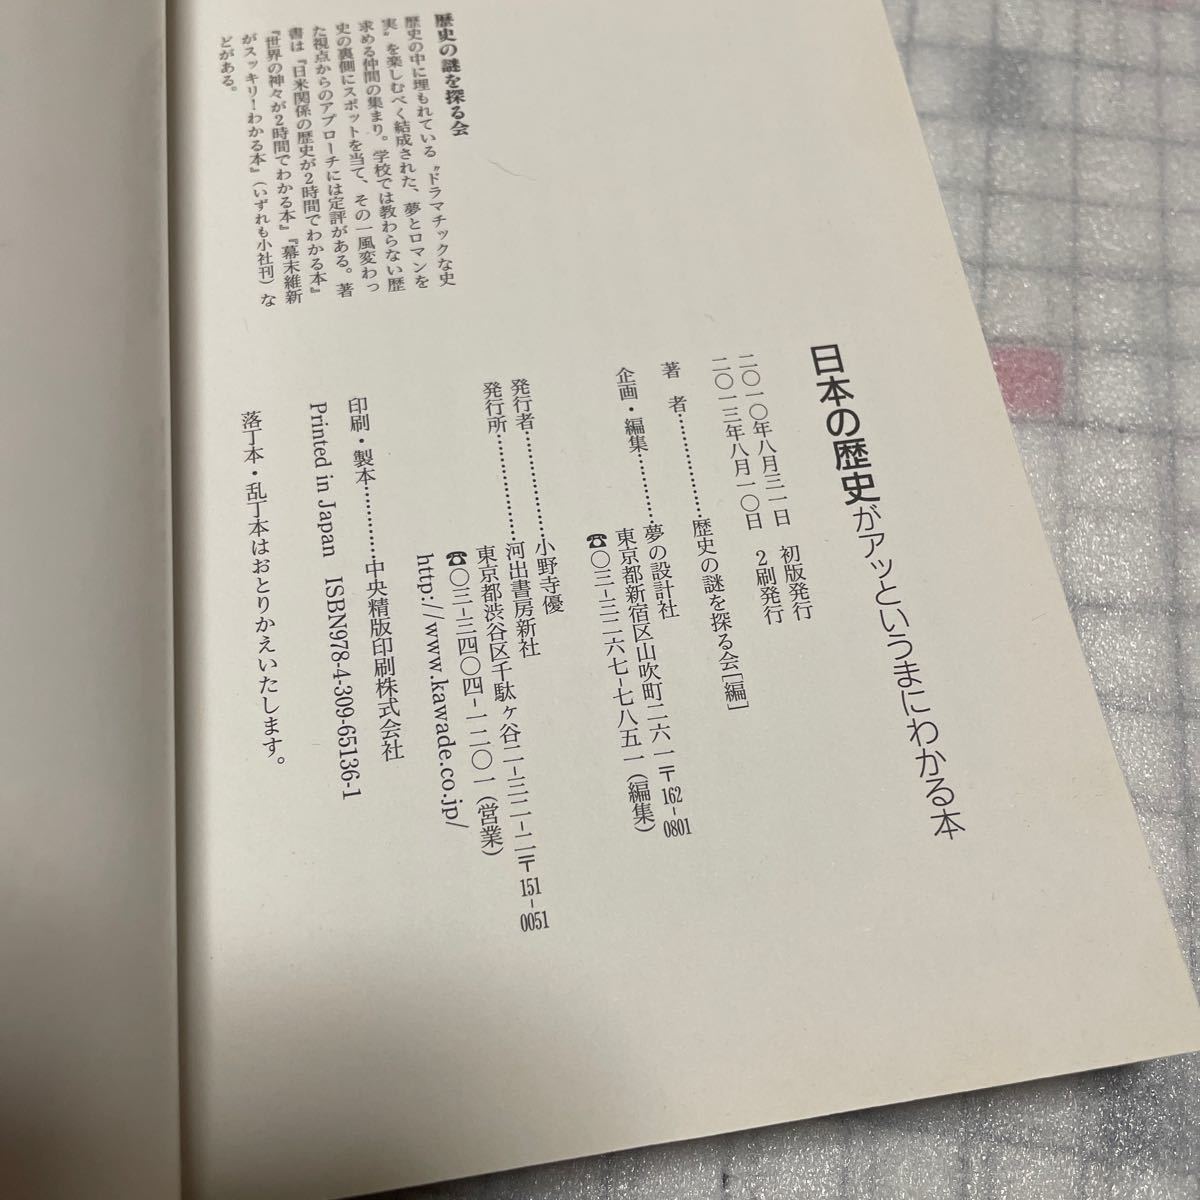 歴史の謎を探る会
歴史の中に埋もれている〝ドラマチックな史
実〟を楽しむべく結成された、夢とロマンを
求める仲間の集まり。学校では教わらない歴
史の裏側にスポットを当て、その一風変わっ
た視点からのアプローチには定評がある。著
書は『日米関係の歴史が2時間でわかる本』
『世界の神々が2時間でわかる本』『幕末維新
がスッキリ!わかる本』(いずれも小社刊)な
どがある。
日本の歴史がアッというまにわかる本
二〇一〇年八月三一日 初版発行
二〇一三年八月一〇日 2刷発行
著 者………………歴史の謎を探る会[編]
企画・編集…………夢の設計社
東京都新宿区山吹町二六一〒162-0801
☎〇三-三二六七-七八五一(編集)
発行者………………小野寺優
発行所………………河出書房新社
東京都渋谷区千駄ヶ谷二-三二-二〒151-0051
☎〇三-三四〇四-一二〇一(営業)
http://www.kawade.co.jp/
印刷・製本…………中央精版印刷株式会社
Printed in Japan ISBN978-4-309-65136-1
落丁本・乱丁本はおとりかえいたします。